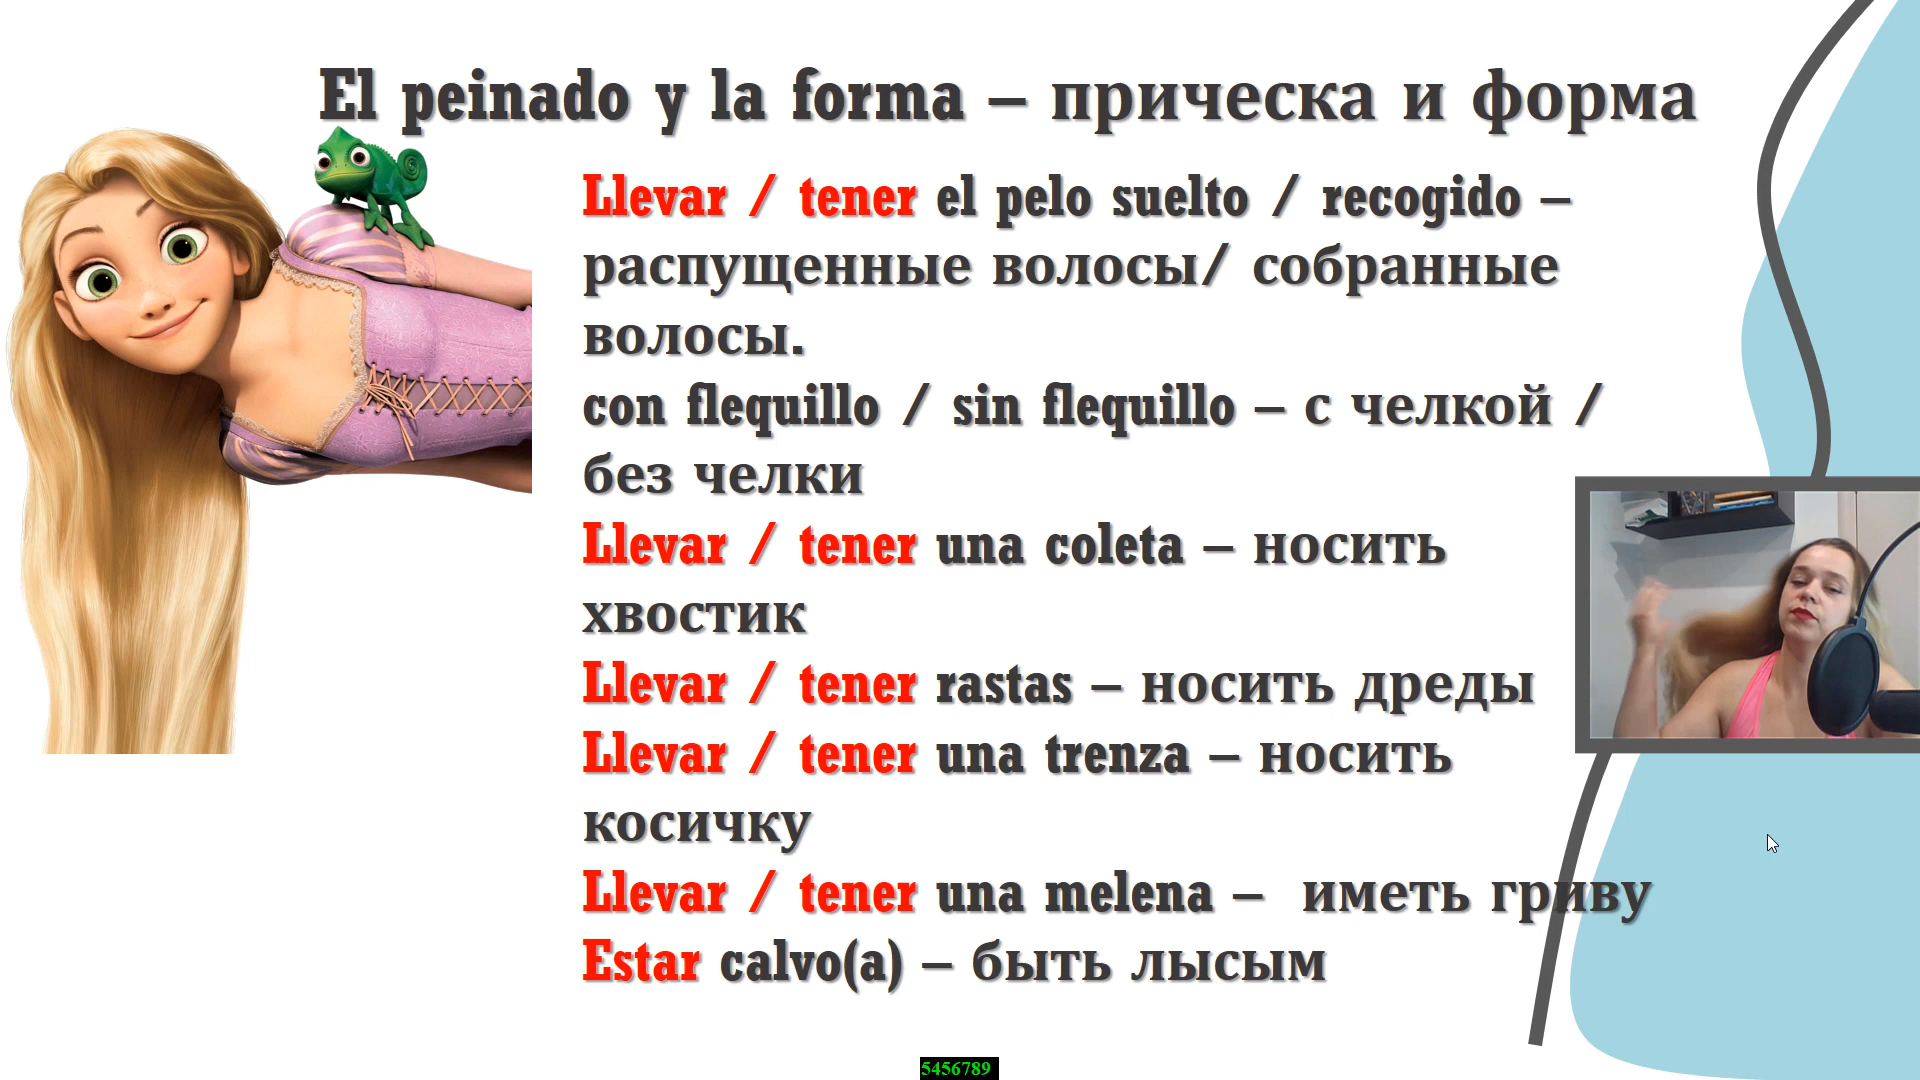 El peinado y la forma – прическа и форма
Llevar / tener el pelo suelto / recogido –
распущенные волосы/ собранные
волосы.
con flequillo / sin flequillo – с челкой /
без челки
Llevar / tener una coleta – носить
хвостик
Llevar / tener rastas – носить дреды
Llevar / tener una trenza – носить
косичку
Llevar / tener una melena – иметь гриву
Estar calvo(a) – быть лысым
5456789